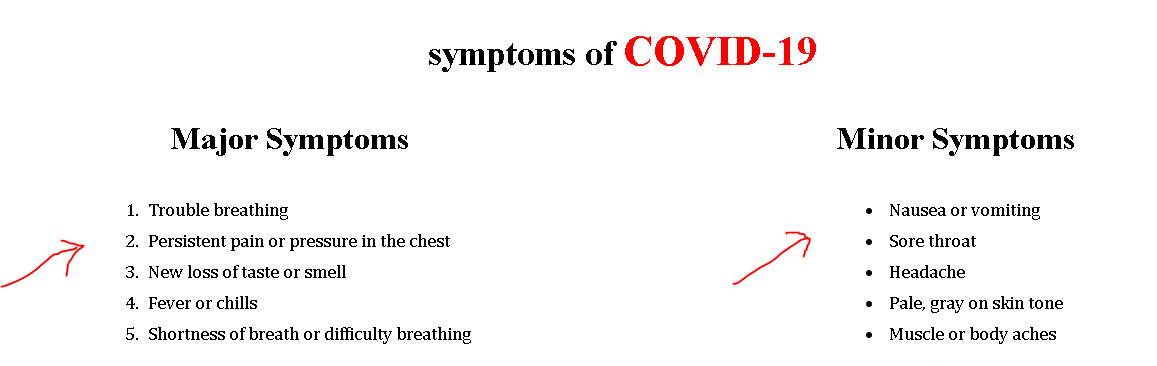 symptoms of COVID-19
Major Symptoms
1. Trouble breathing
2. Persistent pain or pressure in the chest
3. New loss of taste or smell
4. Fever or chills
5. Shortness of breath or difficulty breathing
Minor Symptoms
• Nausea or vomiting
• Sore throat
• Headache
• Pale, gray on skin tone
• Muscle or body aches